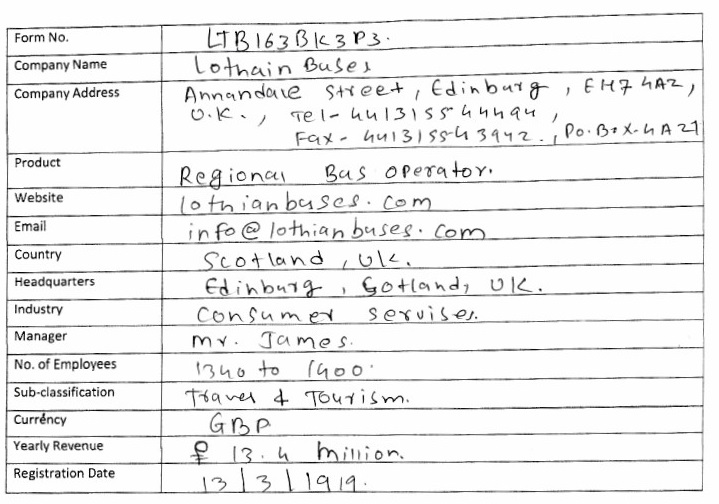 Form No. LTB163BK3P3.
Company Name Lothain Buses
Company Address Annandale Street, Edinburg, EH7 4A2,
U.K., Tel- 44131554494,
Fax- 441315543942., Po.Box-4A21
Product Regional Bus operator.
Website lothianbuses.com
Email info@lothianbuses.com
Country Scotland, UK.
Headquarters Edinburg, Scotland, UK.
Industry Consumer servises.
Manager Mr. James.
No. of Employees 1340 to 1400.
Sub-classification Travel & Tourism.
Currency GBP
Yearly Revenue 13.4 million.
Registration Date 13/3/1919.